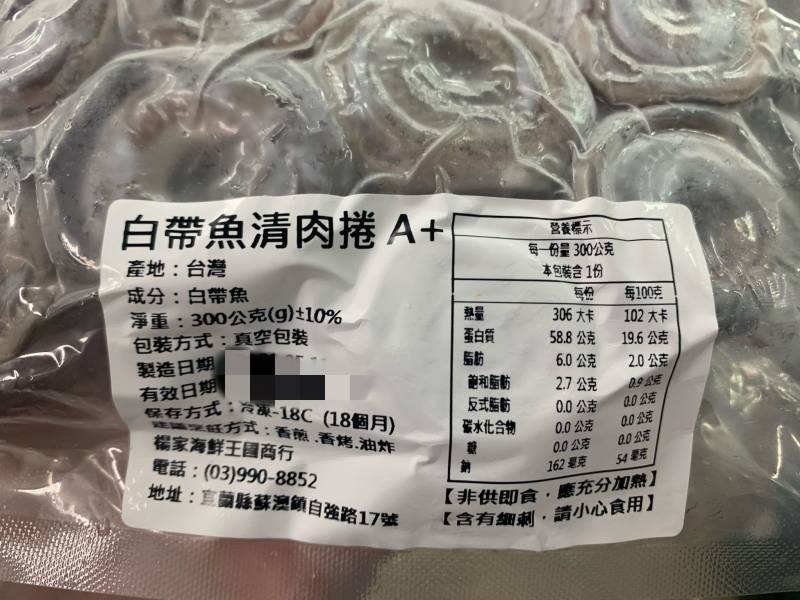 白帶魚清肉捲 A+
產地：台灣
成分：白帶魚
淨重：300公克(g)±10%
包裝方式：真空包裝
製造日期
有效日期
保存方式：冷凍-18C (18個月)
建議烹飪方式：香煎.香烤.油炸
楊家海鮮王國商行
電話：(03)990-8852
地址：宜蘭縣蘇澳鎮自強路17號
營養標示
每一份量 300公克
本包裝含 1份
每份 每100克
熱量 306 大卡 102 大卡
蛋白質 58.8 公克 19.6 公克
脂肪 6.0 公克 2.0 公克
飽和脂肪 2.7 公克 0.9 公克
反式脂肪 0.0 公克 0.0 公克
碳水化合物 0.0 公克 0.0 公克
糖 0.0 公克 0.0 公克
鈉 162 毫克 54 毫克
【非供即食，應充分加熱】
【含有細刺，請小心食用】